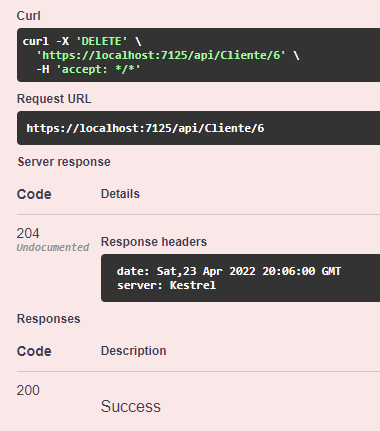 Curl
curl -X 'DELETE' \
'https://localhost:7125/api/Cliente/6' \
-H 'accept: */*'
Request URL
https://localhost:7125/api/Cliente/6
Server response
Code Details
204
Undocumented
Response headers
date: Sat,23 Apr 2022 20:06:00 GMT
server: Kestrel
Responses
Code Description
200
Success